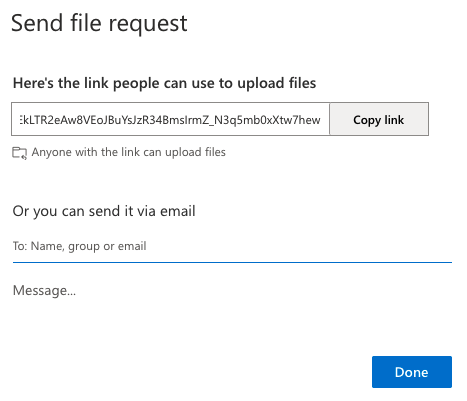 Send file request
Here's the link people can use to upload files
EkLTR2eAw8VEoJBuYsJzR34BmsIrmZ_N3q5mb0xXtw7hew
Copy link
Anyone with the link can upload files
Or you can send it via email
To: Name, group or email
Message...
Done